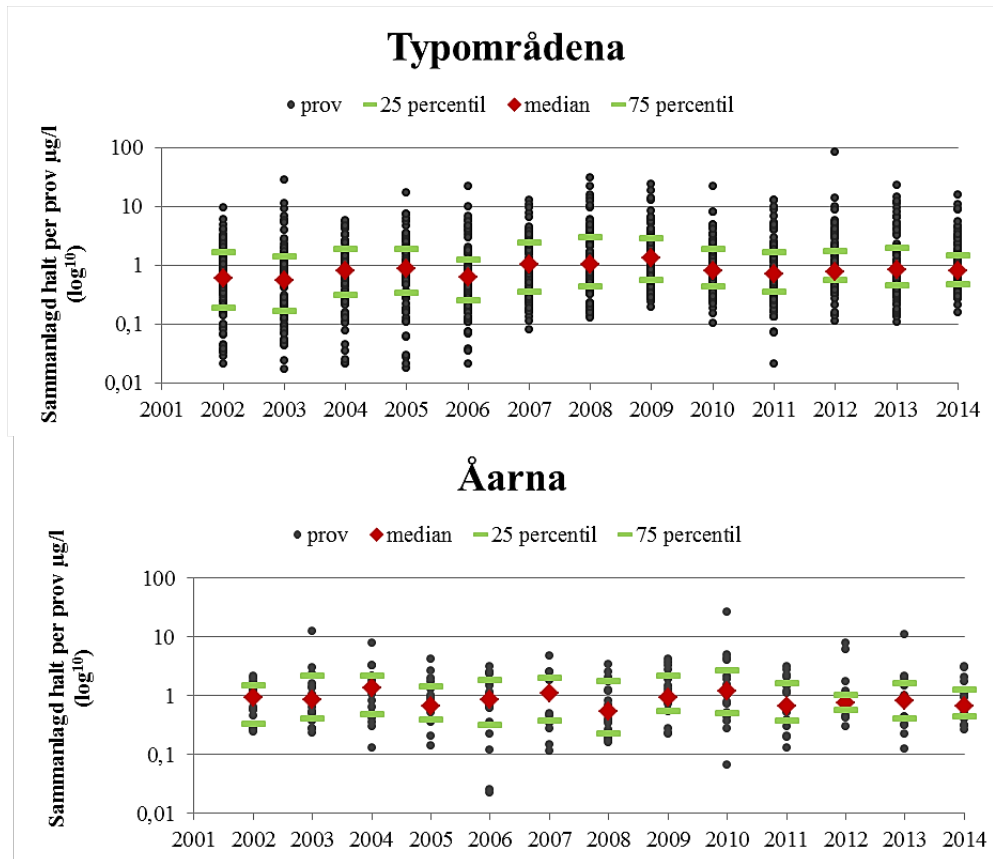 Typområdena
prov 25 percentil median 75 percentil
Sammanlagd halt per prov µg/l
(log10)
100
10
1
0,1
0,01
2001 2002 2003 2004 2005 2006 2007 2008 2009 2010 2011 2012 2013 2014
Åarna
prov median 25 percentil 75 percentil
Sammanlagd halt per prov µg/l
(log10)
100
10
1
0,1
0,01
2001 2002 2003 2004 2005 2006 2007 2008 2009 2010 2011 2012 2013 2014